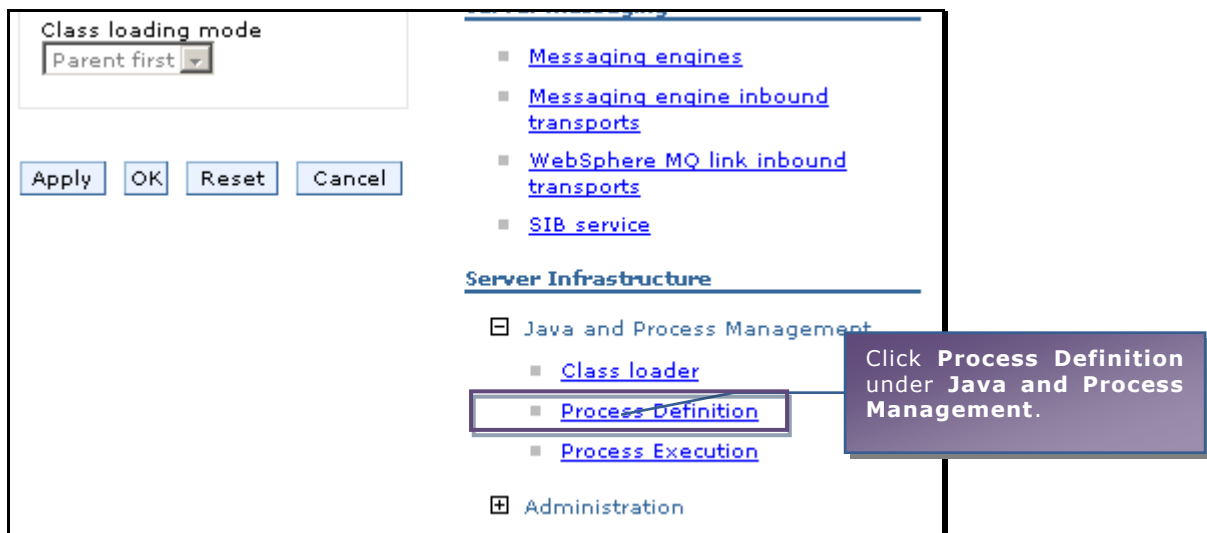 Class loading mode
Parent first
Apply OK Reset Cancel
Server Messaging
Messaging engines
Messaging engine inbound
transports
WebSphere MQ link inbound
transports
SIB service
Server Infrastructure
Java and Process Management
Class loader
Process Definition
Process Execution
Administration
Click Process Definition
under Java and Process
Management.